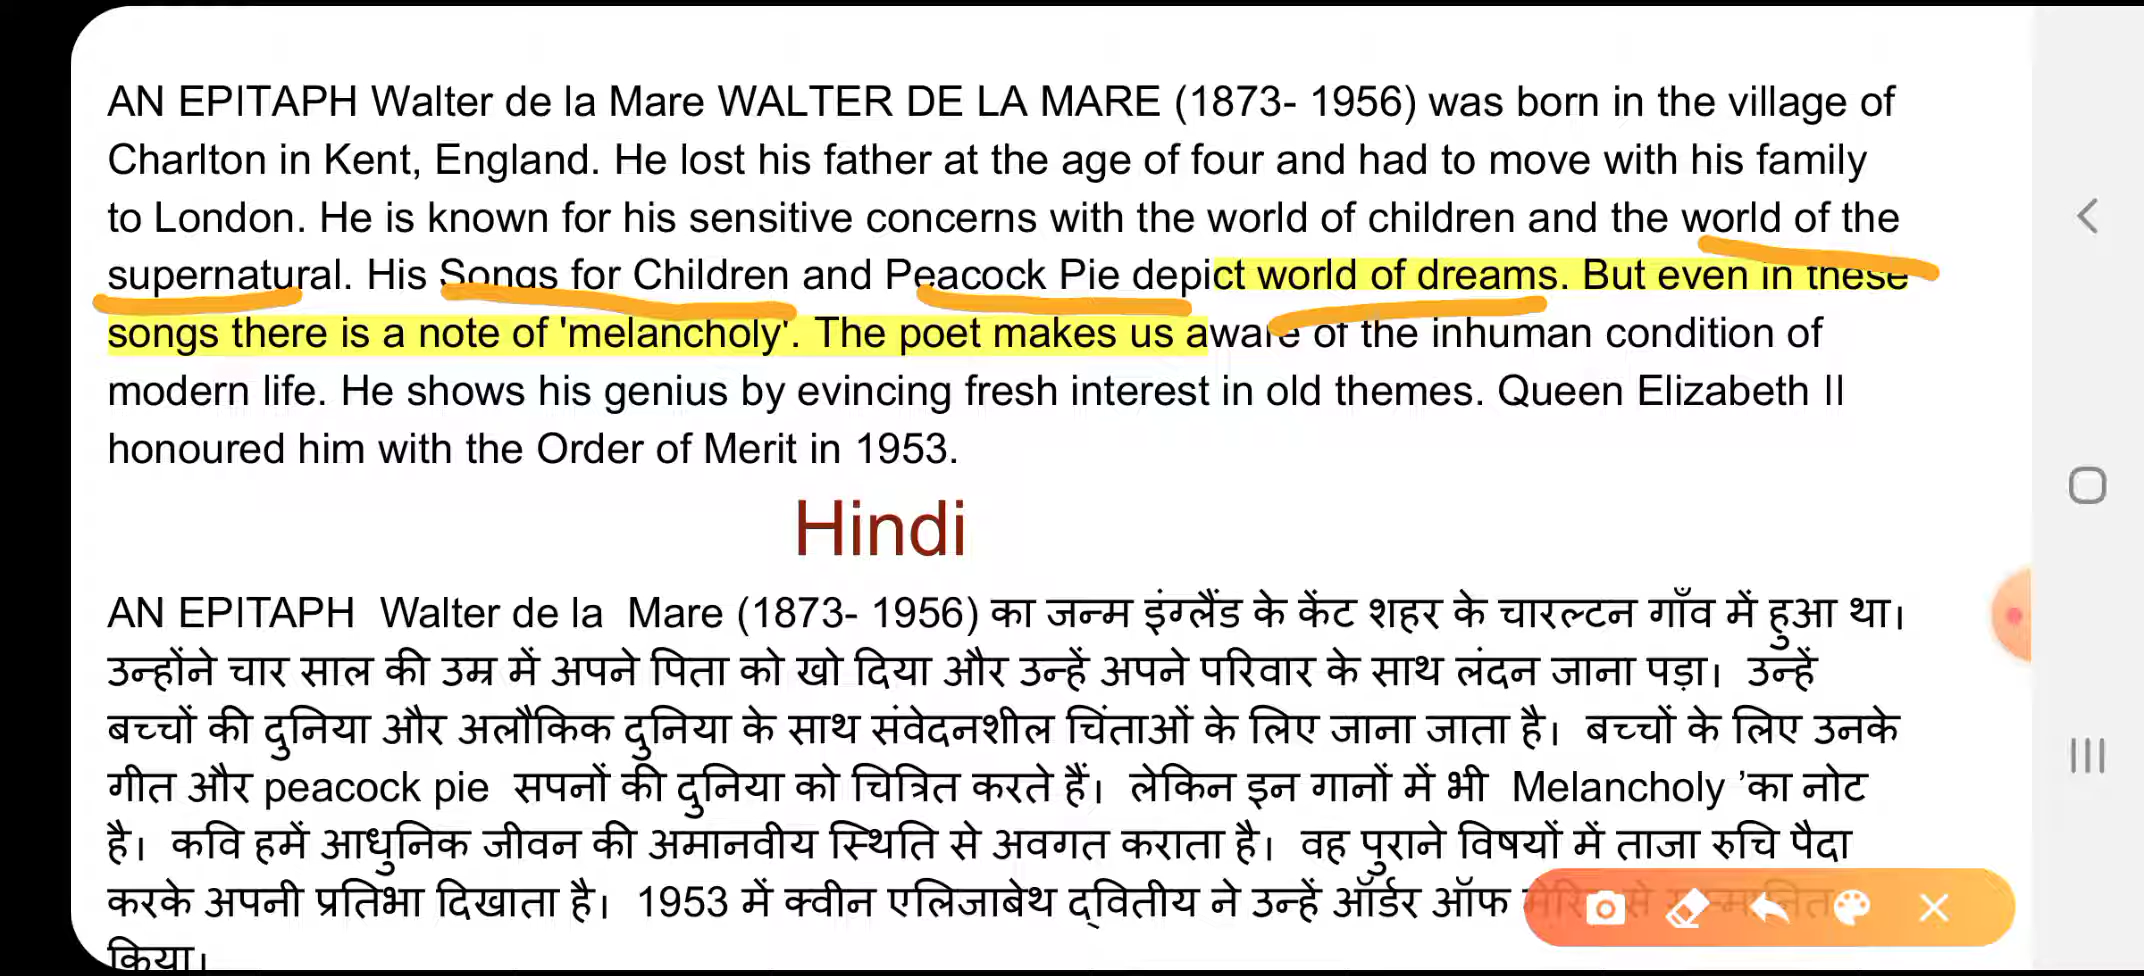 AN EPITAPH Walter de la Mare WALTER DE LA MARE (1873- 1956) was born in the village of
Charlton in Kent, England. He lost his father at the age of four and had to move with his family
to London. He is known for his sensitive concerns with the world of children and the world of the
supernatural. His Songs for Children and Peacock Pie depict world of dreams. But even in these
songs there is a note of 'melancholy'. The poet makes us aware of the inhuman condition of
modern life. He shows his genius by evincing fresh interest in old themes. Queen Elizabeth II
honoured him with the Order of Merit in 1953.
Hindi
AN EPITAPH Walter de la Mare (1873- 1956) का जन्म इंग्लैंड के केंट शहर के चारल्टन गाँव में हुआ था।
उन्होंने चार साल की उम्र में अपने पिता को खो दिया और उन्हें अपने परिवार के साथ लंदन जाना पड़ा। उन्हें
बच्चों की दुनिया और अलौकिक दुनिया के साथ संवेदनशील चिंताओं के लिए जाना जाता है। बच्चों के लिए उनके
गीत और peacock pie सपनों की दुनिया को चित्रित करते हैं। लेकिन इन गानों में भी Melancholy ’का नोट
है। कवि हमें आधुनिक जीवन की अमानवीय स्थिति से अवगत कराता है। वह पुराने विषयों में ताजा रुचि पैदा
करके अपनी प्रतिभा दिखाता है। 1953 में क्वीन एलिजाबेथ द्वितीय ने उन्हें ऑर्डर ऑफ
किया।